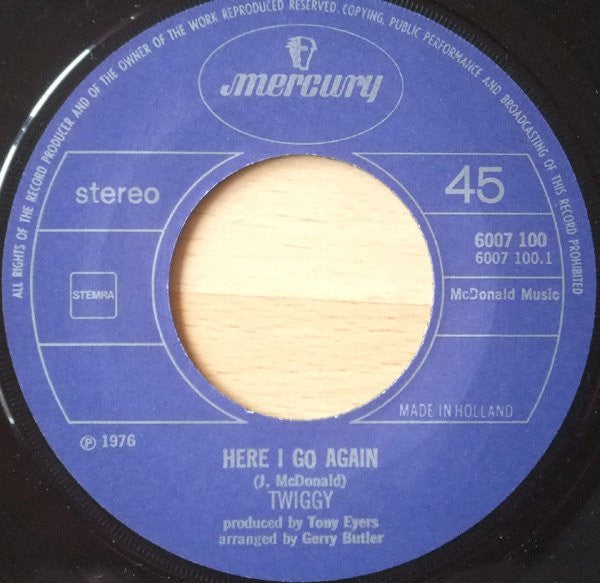 ALL RIGHTS OF THE RECORD PRODUCER AND OF THE OWNER OF THE WORK REPRODUCED RESERVED. COPYING, PUBLIC PERFORMANCE AND BROADCASTING OF THIS RECORD PROHIBITED
mercury
stereo
45
6007 100
6007 100.1
STEMRA
McDonald Music
MADE IN HOLLAND
℗ 1976
HERE I GO AGAIN
(J. McDonald)
TWIGGY
produced by Tony Eyers
arranged by Gerry Butler